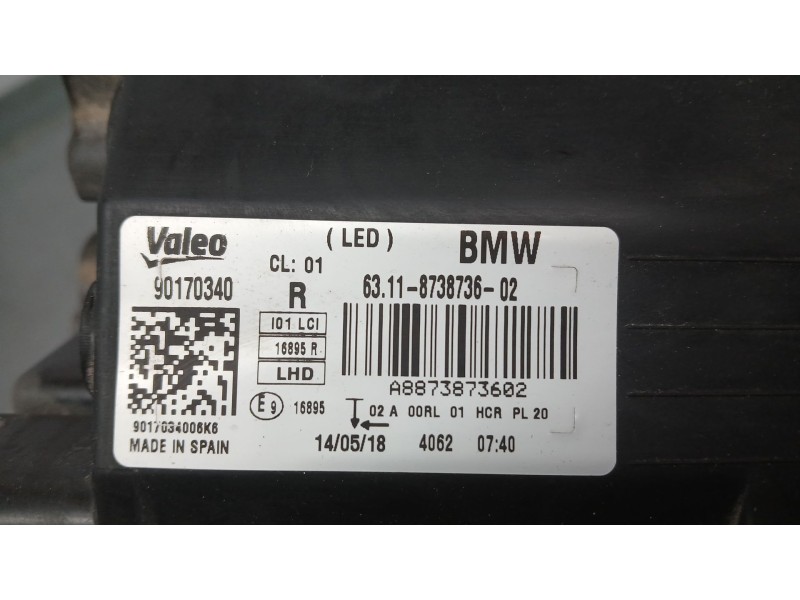 Valeo
( LED )
BMW
CL: 01
90170340
R
63.11-8738736-02
I01 LCI
16895 R
LHD
A8873873602
E9 16895
02 A 00RL 01 HCR PL 20
9017034006K6
MADE IN SPAIN
14/05/18 4062 07:40